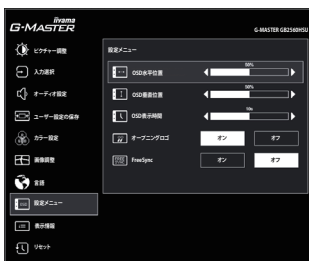 iiyama
G-MASTER
G-MASTER GB2560HSU
ピクチャー調整
入力選択
オーディオ設定
ユーザー設定の保存
カラー設定
画像調整
言語
設定メニュー
表示情報
リセット
設定メニュー
OSD水平位置
50%
OSD垂直位置
50%
OSD表示時間
10s
オープニングロゴ
オン
オフ
FreeSync
オン
オフ